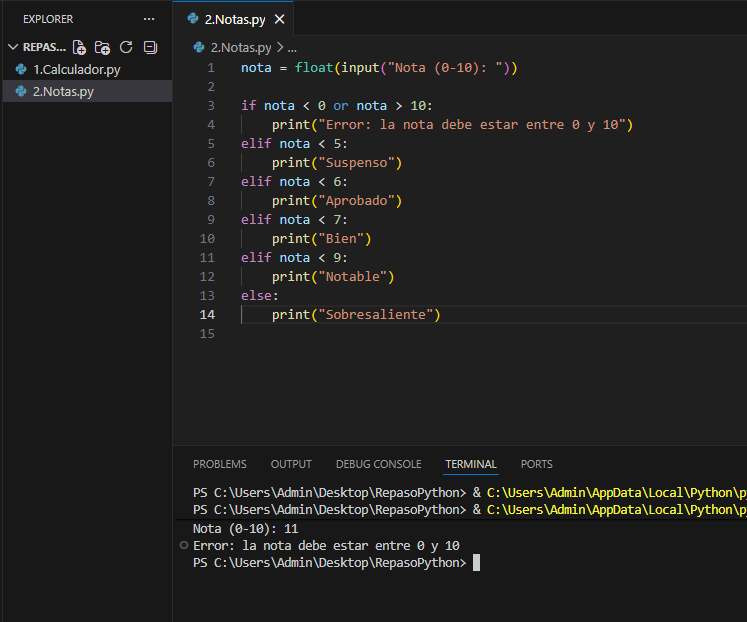 EXPLORER ...
REPAS...
1.Calculador.py
2.Notas.py
2.Notas.py
2.Notas.py > ...
1 nota = float(input("Nota (0-10): "))
2
3 if nota < 0 or nota > 10:
4     print("Error: la nota debe estar entre 0 y 10")
5 elif nota < 5:
6     print("Suspenso")
7 elif nota < 6:
8     print("Aprobado")
9 elif nota < 7:
10     print("Bien")
11 elif nota < 9:
12     print("Notable")
13 else:
14     print("Sobresaliente")
15
PROBLEMS OUTPUT DEBUG CONSOLE TERMINAL PORTS
PS C:\Users\Admin\Desktop\RepasoPython> & C:\Users\Admin\AppData\Local\Python\p
PS C:\Users\Admin\Desktop\RepasoPython> & C:\Users\Admin\AppData\Local\Python\p
Nota (0-10): 11
Error: la nota debe estar entre 0 y 10
PS C:\Users\Admin\Desktop\RepasoPython>